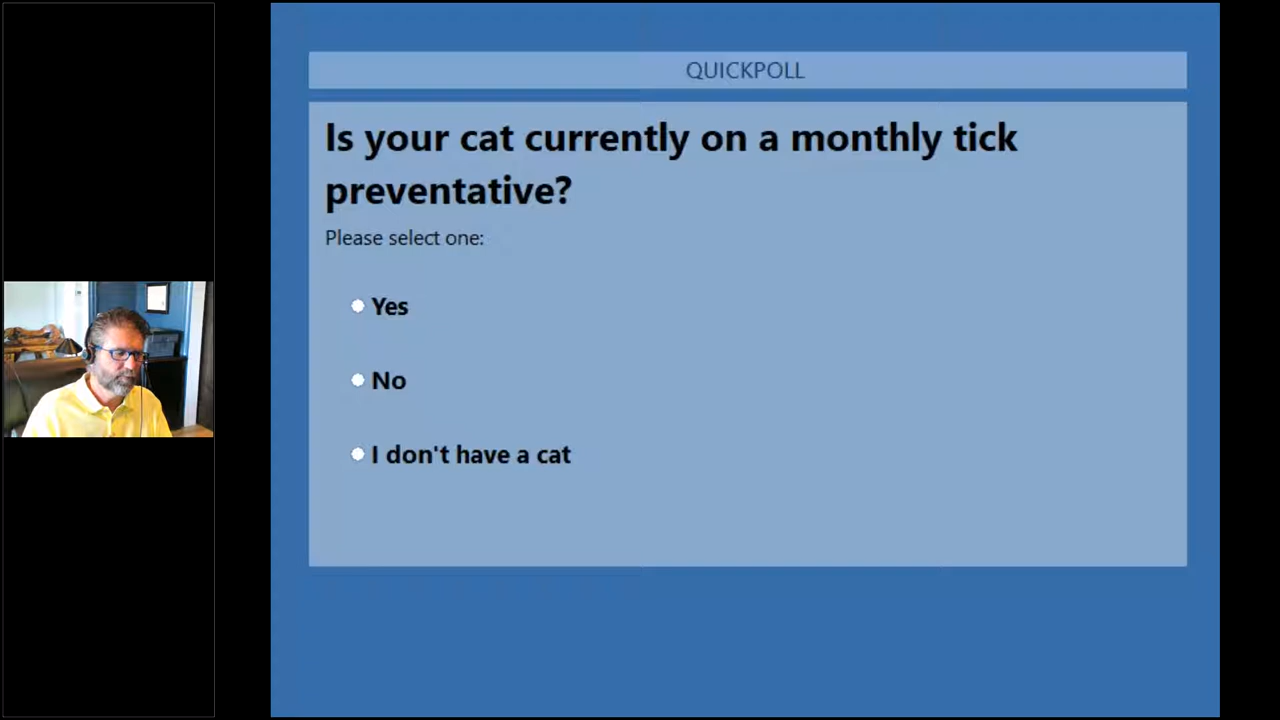 QUICKPOLL
Is your cat currently on a monthly tick
preventative?
Please select one:
Yes
No
I don't have a cat